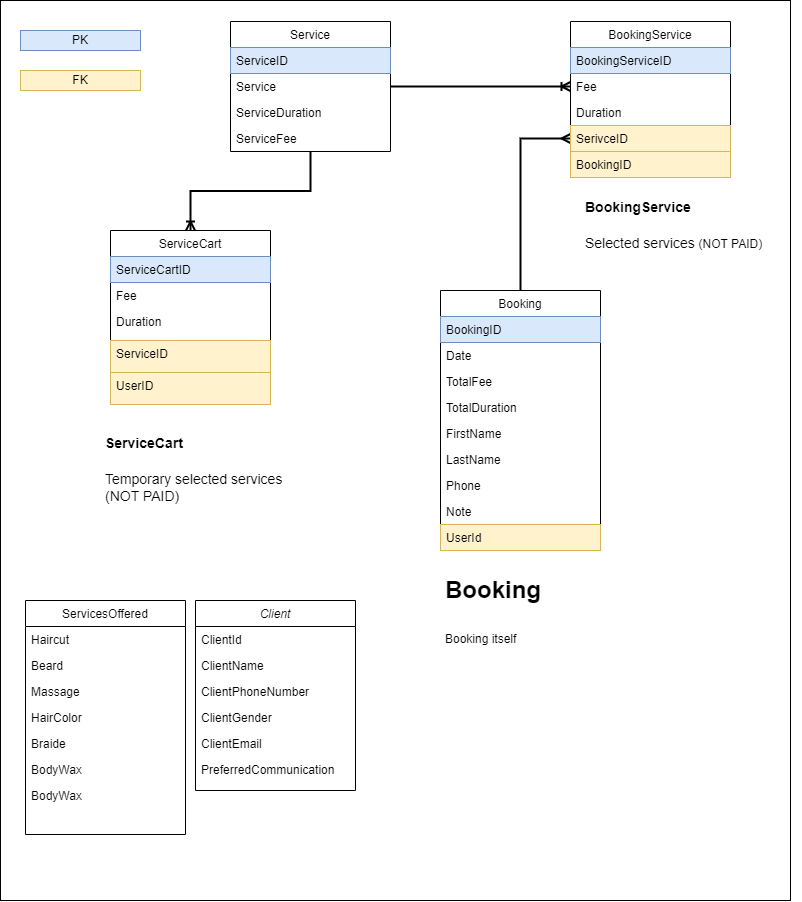 PK
FK
Service
ServiceID
Service
ServiceDuration
ServiceFee
BookingService
BookingServiceID
Fee
Duration
SerivceID
BookingID
BookingService
Selected services (NOT PAID)
ServiceCart
ServiceCartID
Fee
Duration
ServiceID
UserID
ServiceCart
Temporary selected services
(NOT PAID)
Booking
BookingID
Date
TotalFee
TotalDuration
FirstName
LastName
Phone
Note
UserId
Booking
Booking itself
ServicesOffered
Haircut
Beard
Massage
HairColor
Braide
BodyWax
BodyWax
Client
ClientId
ClientName
ClientPhoneNumber
ClientGender
ClientEmail
PreferredCommunication